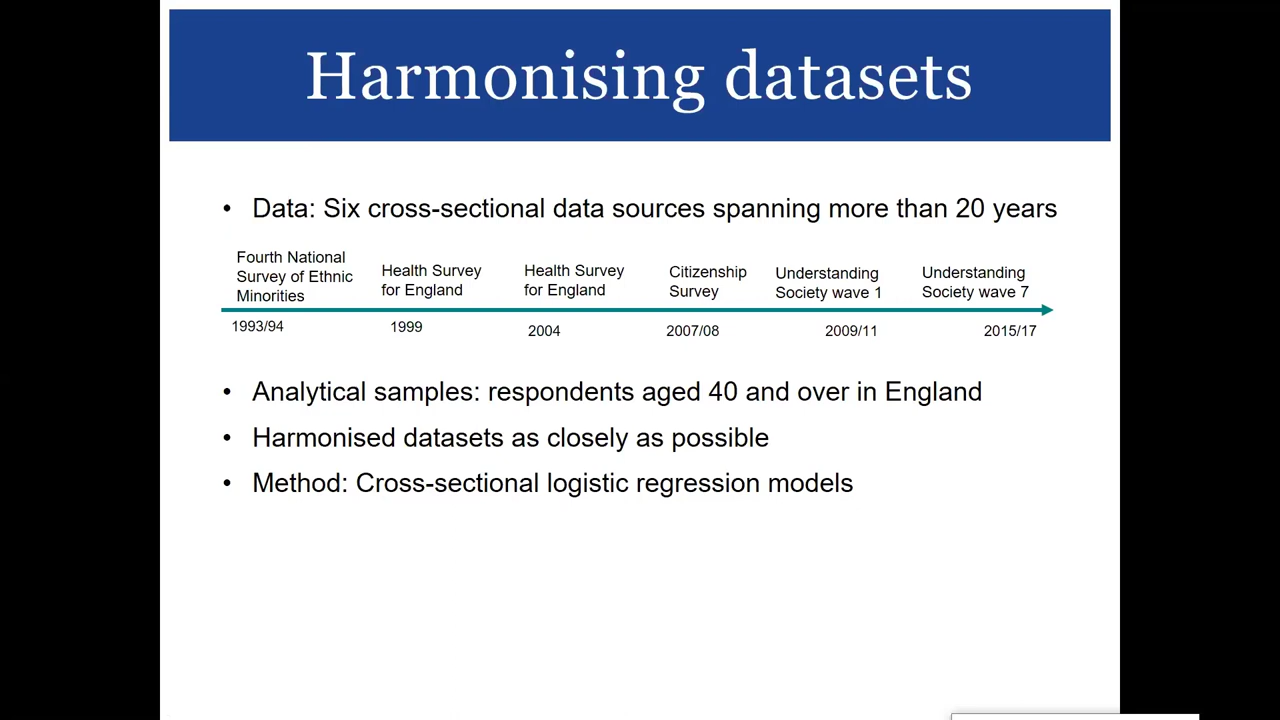 Harmonising datasets
• Data: Six cross-sectional data sources spanning more than 20 years
Fourth National
Survey of Ethnic
Minorities
Health Survey
for England
Health Survey
for England
Citizenship
Survey
Understanding
Society wave 1
Understanding
Society wave 7
1993/94
1999
2004
2007/08
2009/11
2015/17
• Analytical samples: respondents aged 40 and over in England
• Harmonised datasets as closely as possible
• Method: Cross-sectional logistic regression models